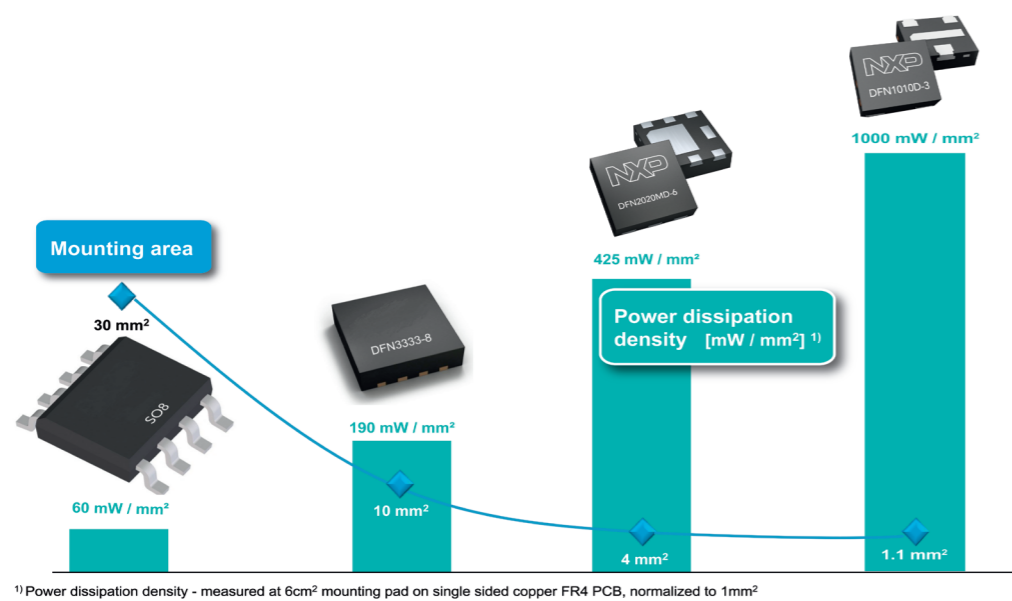 NXP
DFN1010D-3
1000 mW / mm²
NXP
DFN2020MD-6
425 mW / mm²
Mounting area
30 mm²
DFN3333-8
Power dissipation
density [mW / mm²] ¹⁾
SO8
190 mW / mm²
60 mW / mm²
10 mm²
4 mm²
1.1 mm²
¹⁾ Power dissipation density - measured at 6cm² mounting pad on single sided copper FR4 PCB, normalized to 1mm²